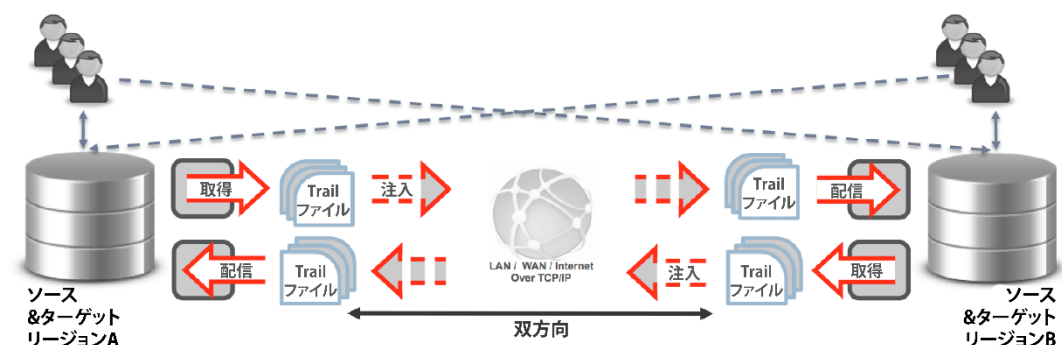 取得
Trail
ファイル
注入
Trail
ファイル
配信
配信
Trail
ファイル
LAN / WAN / Internet
Over TCP/IP
注入
Trail
ファイル
取得
ソース
&ターゲット
リージョンA
双方向
ソース
&ターゲット
リージョンB